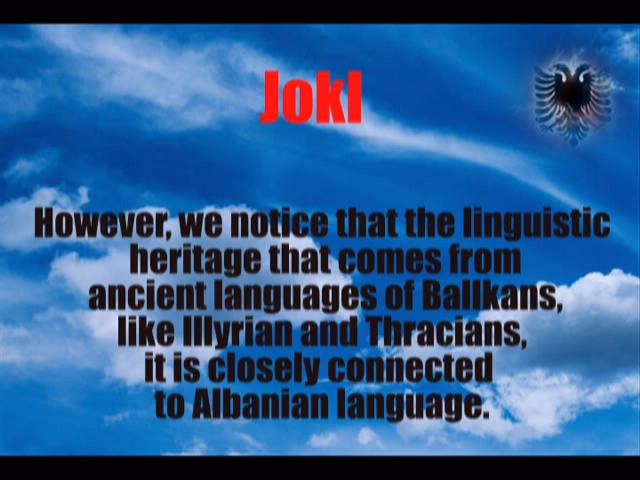 Jokl
However, we notice that the linguistic
heritage that comes from
ancient languages of Ballkans,
like Illyrian and Thracians,
it is closely connected
to Albanian language.